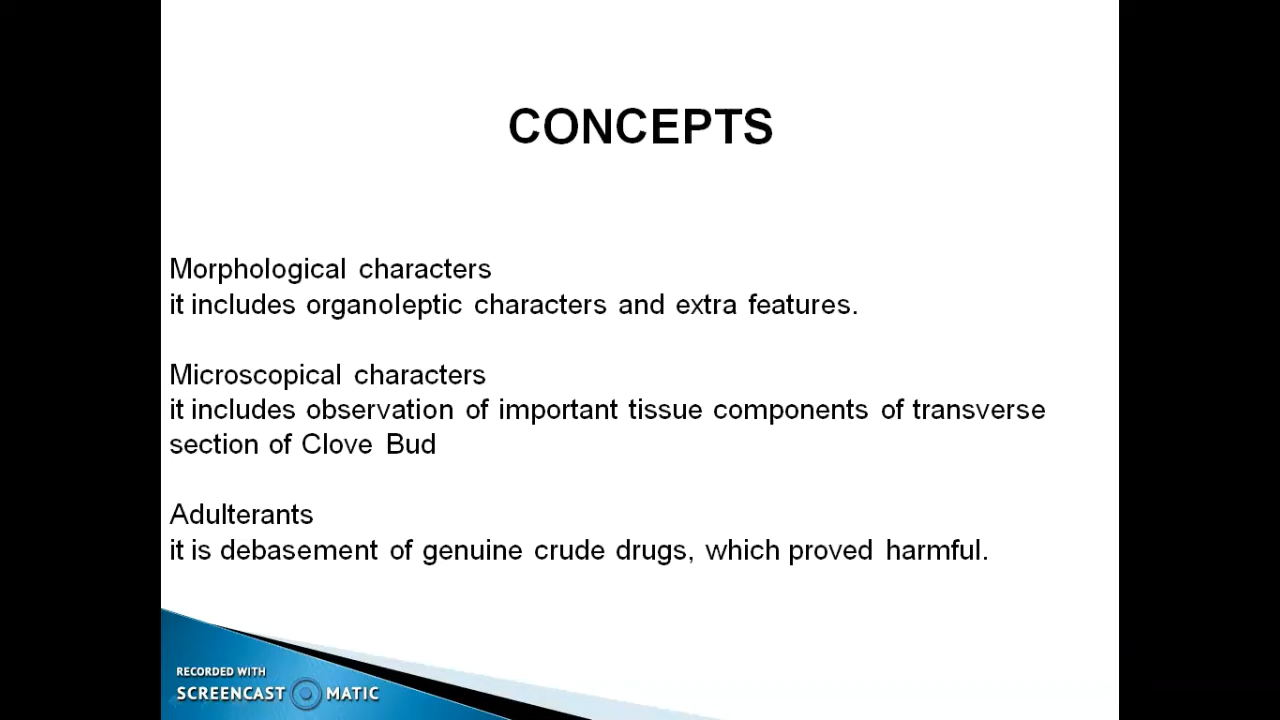 CONCEPTS
Morphological characters
it includes organoleptic characters and extra features.
Microscopical characters
it includes observation of important tissue components of transverse
section of Clove Bud
Adulterants
it is debasement of genuine crude drugs, which proved harmful.
RECORDED WITH
SCREENCAST MATIC